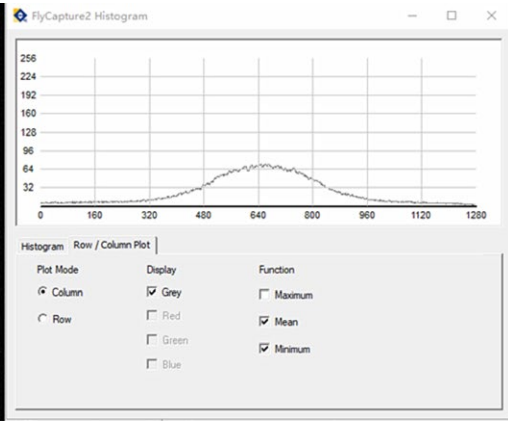 FlyCapture2 Histogram
256
224
192
160
128
96
64
32
0 160 320 480 640 800 960 1120 1280
Histogram Row / Column Plot
Plot Mode Display Function
Column Grey Maximum
Row Red Mean
Green Minimum
Blue